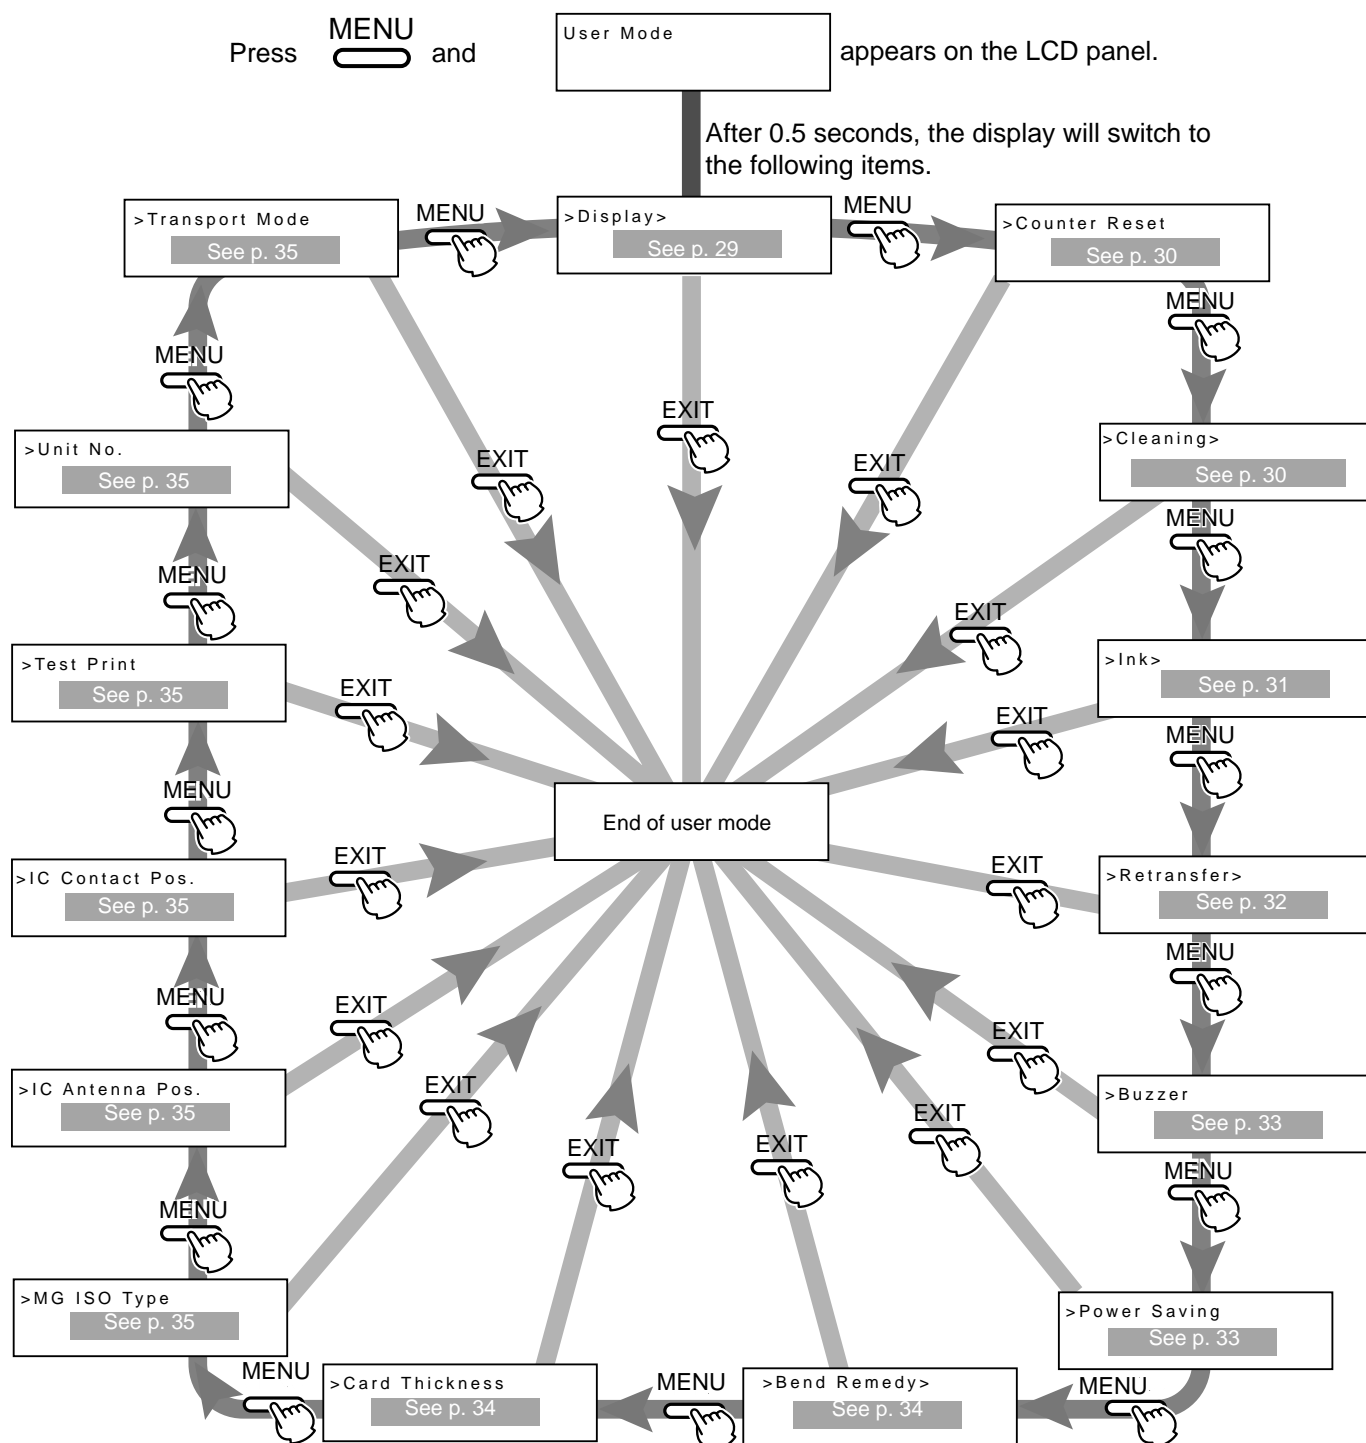 Press MENU and
User Mode
appears on the LCD panel.
After 0.5 seconds, the display will switch to
the following items.
>Transport Mode
See p. 35
MENU
>Display>
See p. 29
MENU
>Counter Reset
See p. 30
MENU
MENU
EXIT
>Unit No.
See p. 35
EXIT
EXIT
>Cleaning>
See p. 30
MENU
MENU
EXIT
EXIT
>Test Print
See p. 35
EXIT
>Ink>
See p. 31
EXIT
MENU
MENU
End of user mode
>IC Contact Pos.
See p. 35
EXIT
EXIT
>Retransfer>
See p. 32
MENU
MENU
EXIT
EXIT
>IC Antenna Pos.
See p. 35
EXIT
>Buzzer
See p. 33
EXIT
EXIT
EXIT
MENU
MENU
>MG ISO Type
See p. 35
>Power Saving
See p. 33
MENU
>Card Thickness
See p. 34
MENU
>Bend Remedy>
See p. 34
MENU